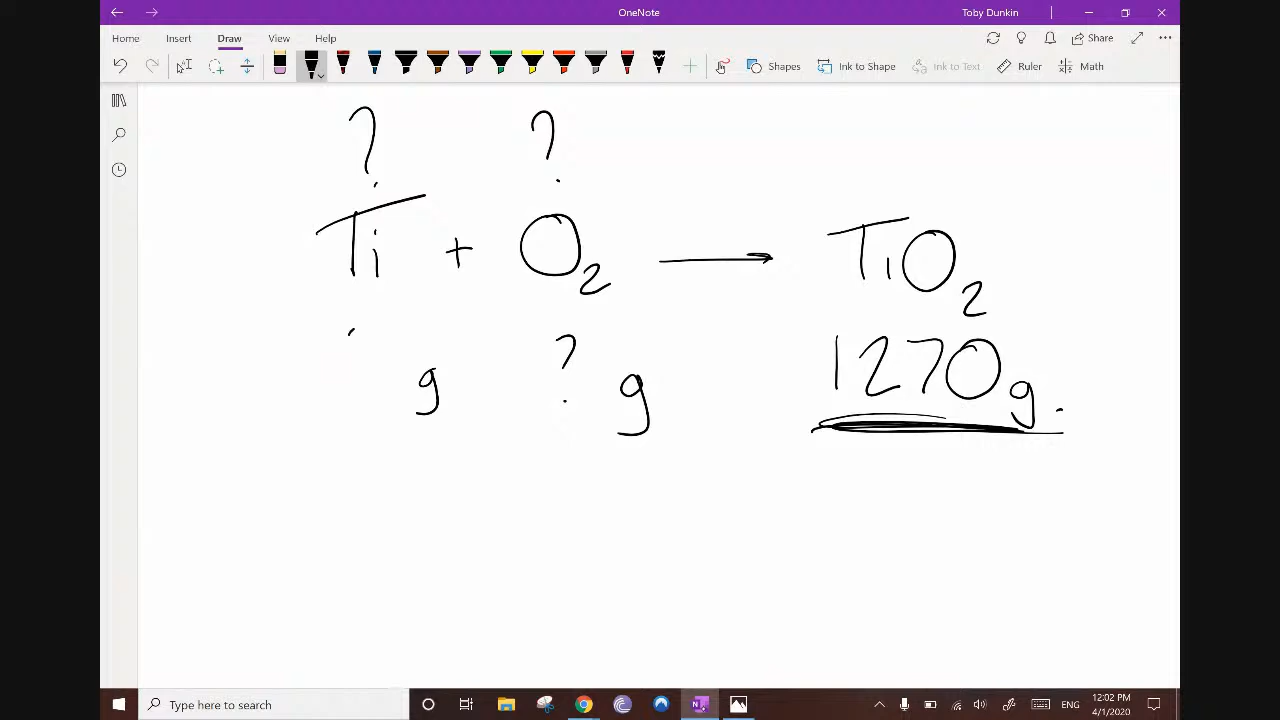 OneNote
Toby Dunkin
Home Insert Draw View Help
Share
Shapes Ink to Shape Ink to Text Ruler Math
? ?
Ti + O₂ → TiO₂
g ? g 1270g.
Type here to search
ENG
12:02 PM
4/1/2020